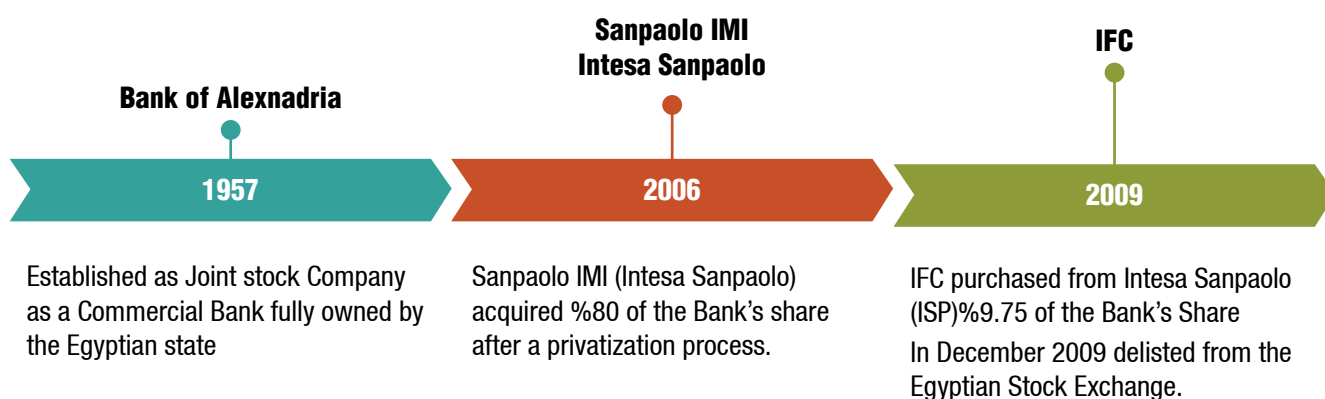 Bank of Alexnadria
1957
Established as Joint stock Company
as a Commercial Bank fully owned by
the Egyptian state
Sanpaolo IMI
Intesa Sanpaolo
2006
Sanpaolo IMI (Intesa Sanpaolo)
acquired %80 of the Bank’s share
after a privatization process.
IFC
2009
IFC purchased from Intesa Sanpaolo
(ISP)%9.75 of the Bank’s Share
In December 2009 delisted from the
Egyptian Stock Exchange.